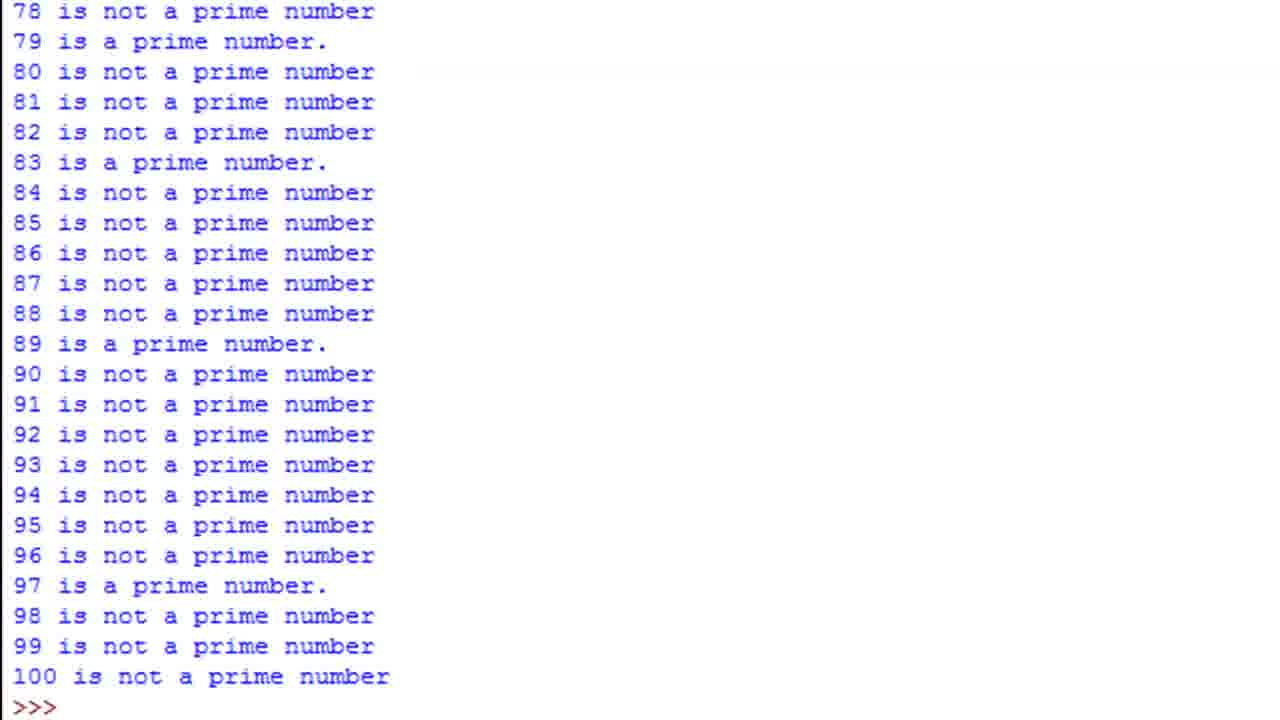 78 is not a prime number
79 is a prime number.
80 is not a prime number
81 is not a prime number
82 is not a prime number
83 is a prime number.
84 is not a prime number
85 is not a prime number
86 is not a prime number
87 is not a prime number
88 is not a prime number
89 is a prime number.
90 is not a prime number
91 is not a prime number
92 is not a prime number
93 is not a prime number
94 is not a prime number
95 is not a prime number
96 is not a prime number
97 is a prime number.
98 is not a prime number
99 is not a prime number
100 is not a prime number
>>>